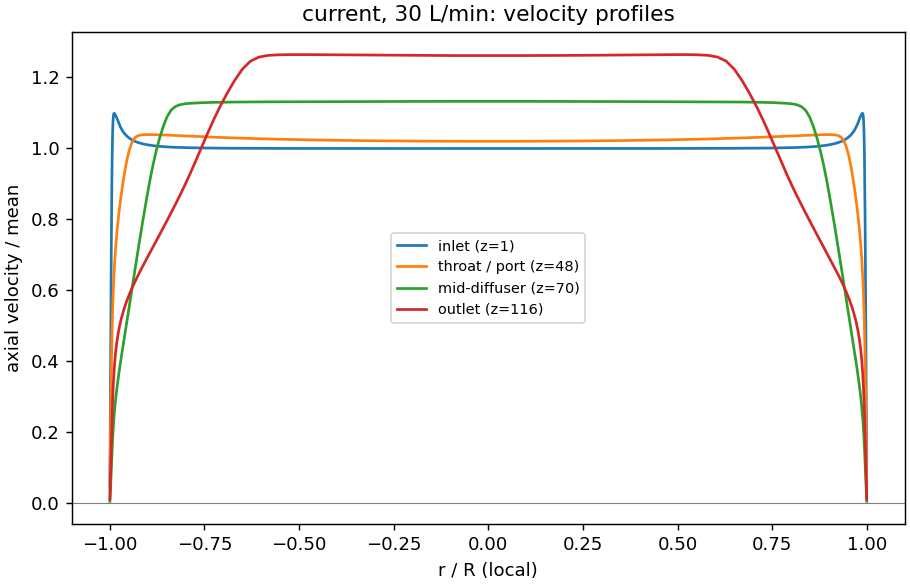 current, 30 L/min: velocity profiles
axial velocity / mean
1.2
1.0
0.8
0.6
0.4
0.2
0.0
inlet (z=1)
throat / port (z=48)
mid-diffuser (z=70)
outlet (z=116)
−1.00 −0.75 −0.50 −0.25 0.00 0.25 0.50 0.75 1.00
r / R (local)